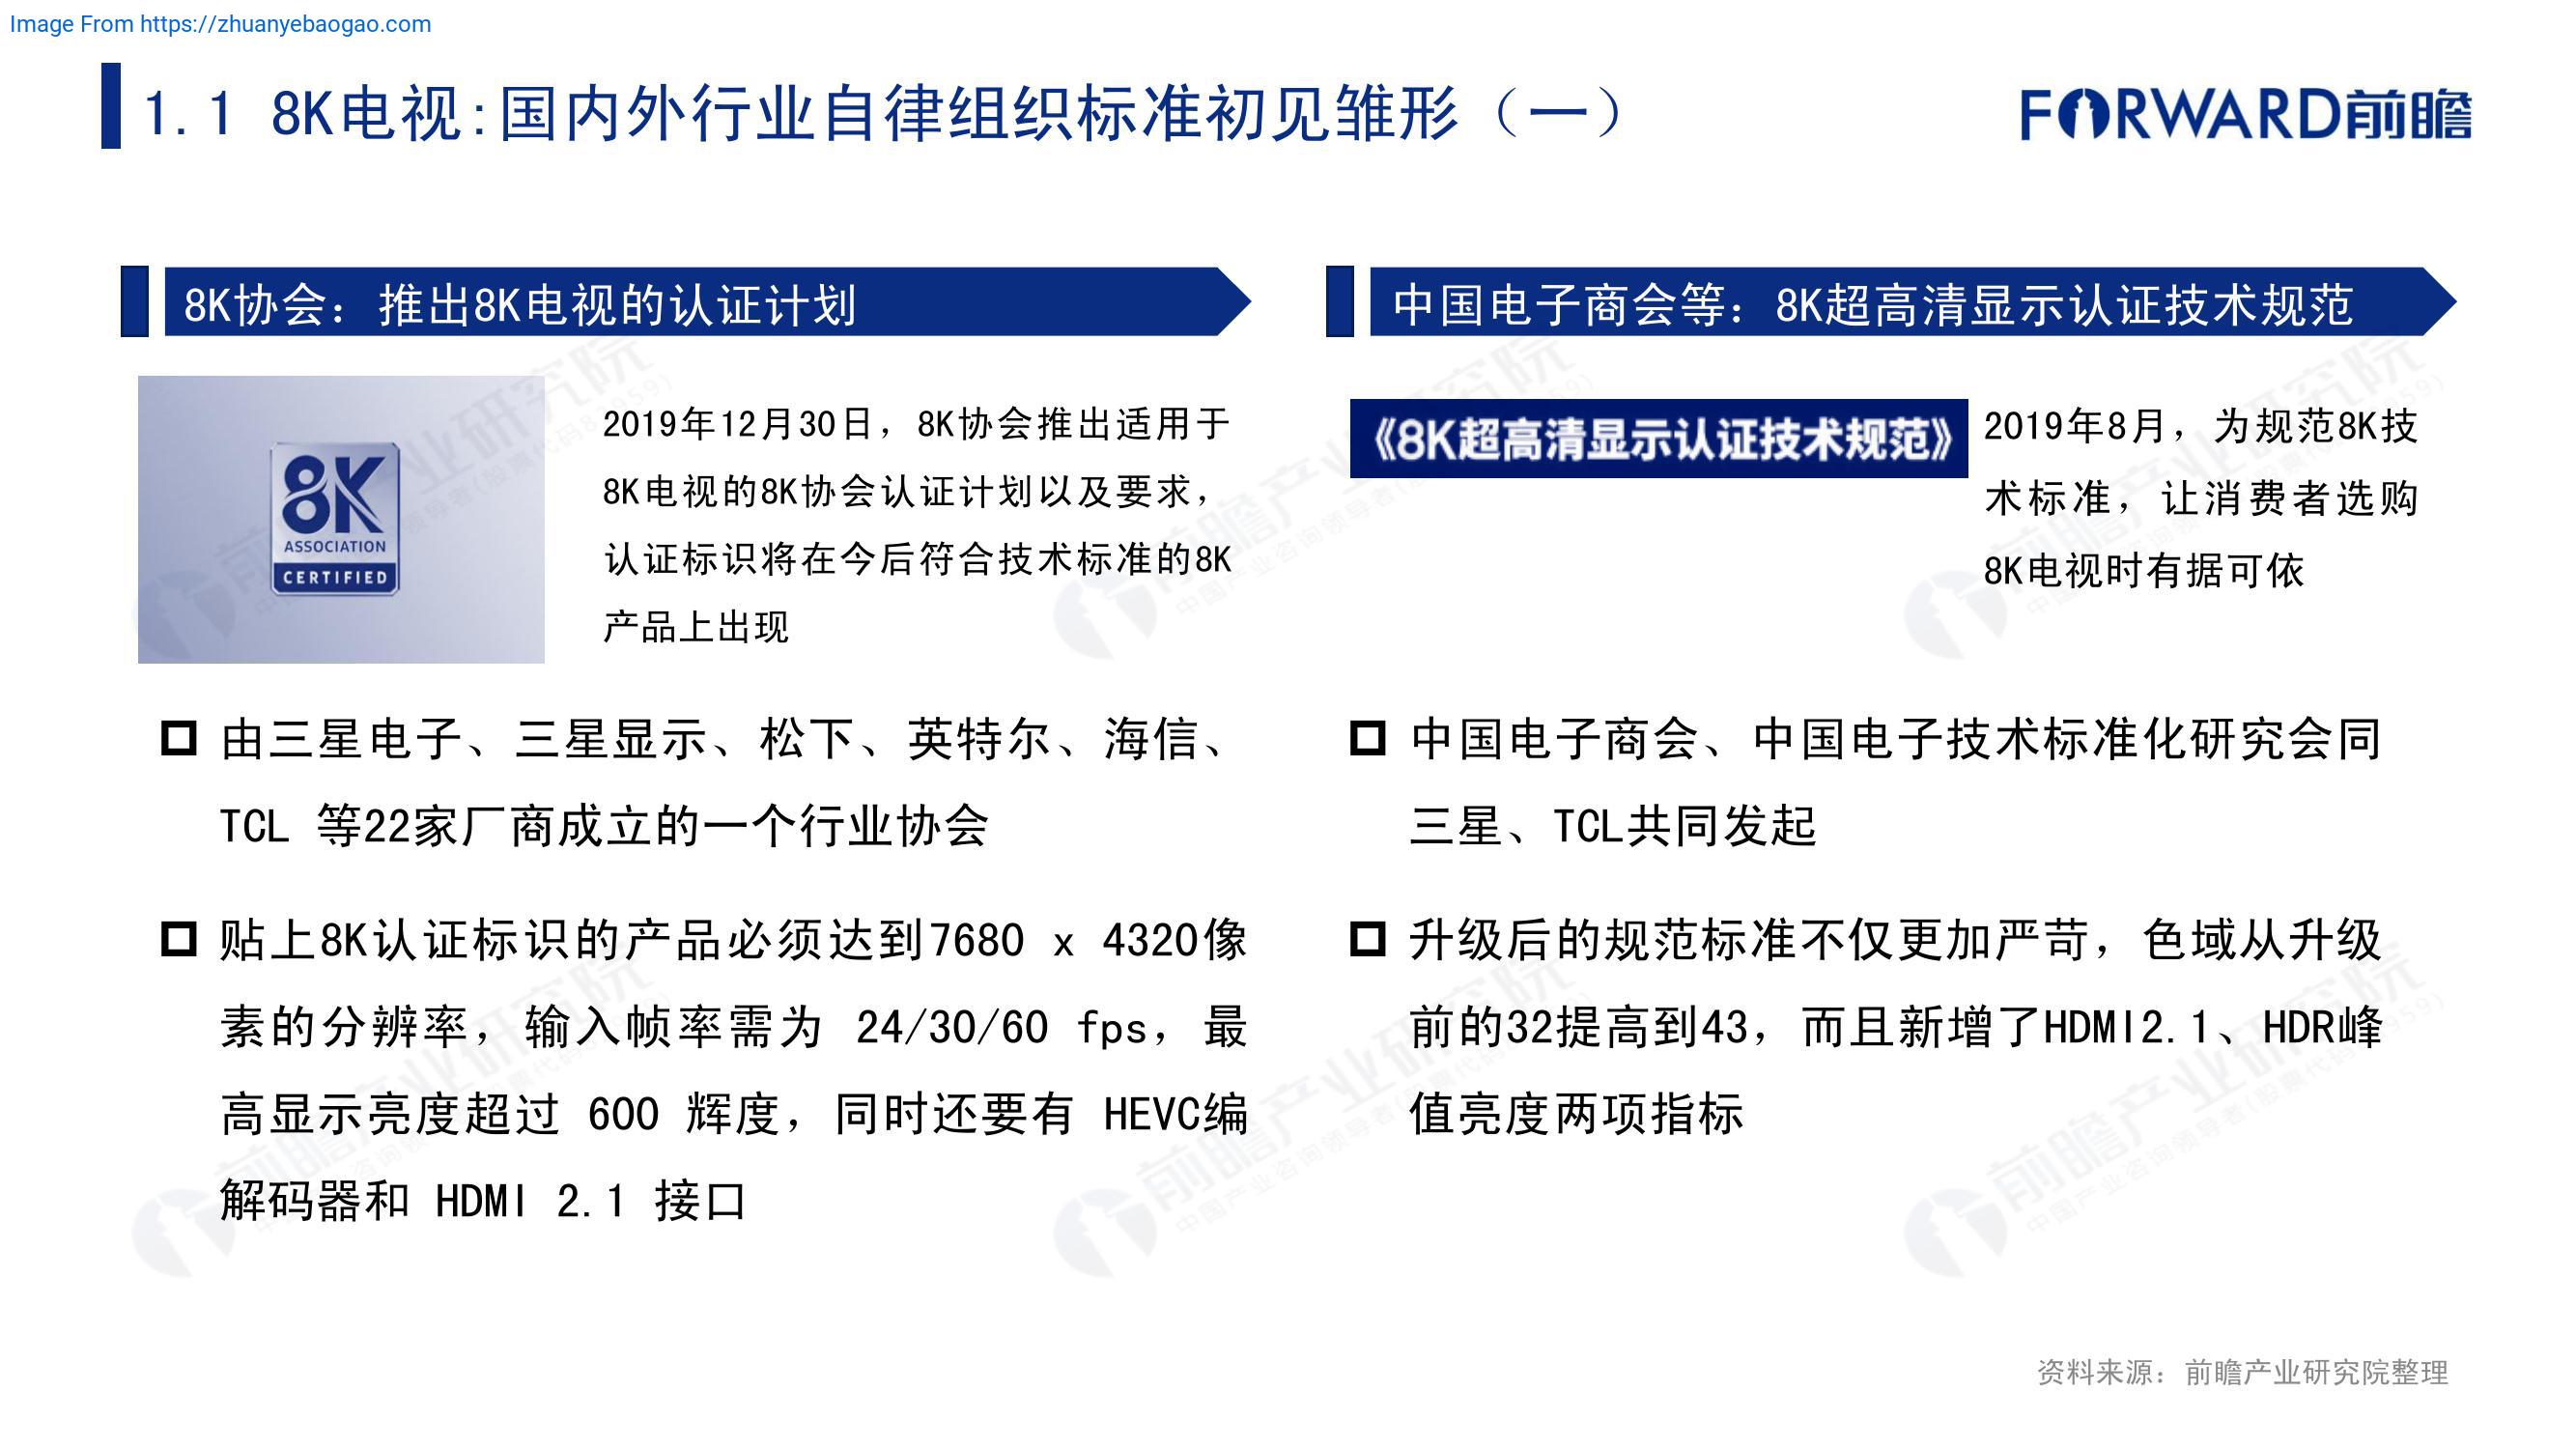 Image From https://zhuanyebaogao.com
1.1 8K电视:国内外行业自律组织标准初见雏形（一）
FORWARD前瞻
8K协会：推出8K电视的认证计划
8K
ASSOCIATION
CERTIFIED
2019年12月30日，8K协会推出适用于
8K电视的8K协会认证计划以及要求，
认证标识将在今后符合技术标准的8K
产品上出现
由三星电子、三星显示、松下、英特尔、海信、
TCL 等22家厂商成立的一个行业协会
贴上8K认证标识的产品必须达到7680 x 4320像
素的分辨率，输入帧率需为 24/30/60 fps，最
高显示亮度超过 600 辉度，同时还要有 HEVC编
解码器和 HDMI 2.1 接口
中国电子商会等：8K超高清显示认证技术规范
《8K超高清显示认证技术规范》
2019年8月，为规范8K技
术标准，让消费者选购
8K电视时有据可依
中国电子商会、中国电子技术标准化研究会同
三星、TCL共同发起
升级后的规范标准不仅更加严苛，色域从升级
前的32提高到43，而且新增了HDMI2.1、HDR峰
值亮度两项指标
资料来源：前瞻产业研究院整理